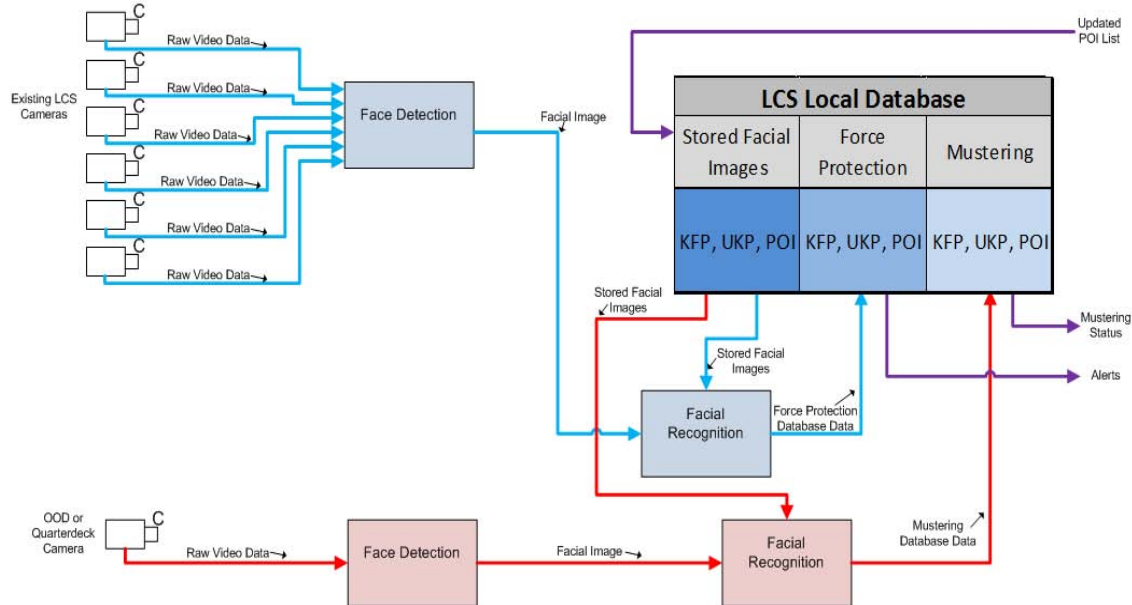 C
Raw Video Data
C
Raw Video Data
Existing LCS
Cameras
C
Raw Video Data
C
Raw Video Data
C
Raw Video Data
C
Raw Video Data
Face Detection
Facial Image
Updated
POI List
LCS Local Database
Stored Facial
Images
Force
Protection
Mustering
KFP, UKP, POI
KFP, UKP, POI
KFP, UKP, POI
Stored Facial
Images
Stored Facial
Images
Mustering
Status
Alerts
Facial
Recognition
Force Protection
Database Data
OOD or
Quarterdeck
Camera
C
Raw Video Data
Face Detection
Facial Image
Facial
Recognition
Mustering
Database Data